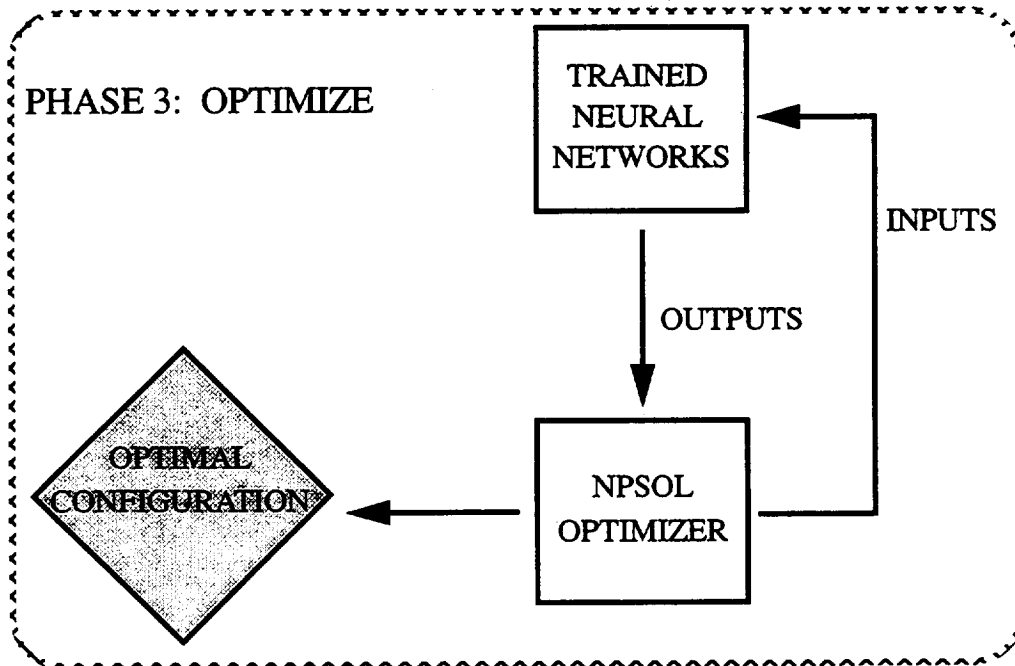 PHASE 3: OPTIMIZE
TRAINED
NEURAL
NETWORKS
INPUTS
OUTPUTS
OPTIMAL
CONFIGURATION
NPSOL
OPTIMIZER